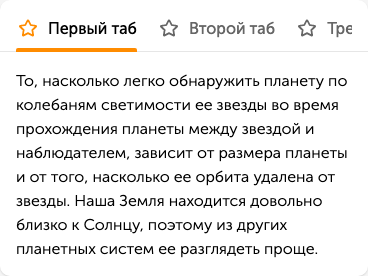 Первый таб Второй таб Тре
То, насколько легко обнаружить планету по
колебаням светимости ее звезды во время
прохождения планеты между звездой и
наблюдателем, зависит от размера планеты
и от того, насколько ее орбита удалена от
звезды. Наша Земля находится довольно
близко к Солнцу, поэтому из других
планетных систем ее разглядеть проще.